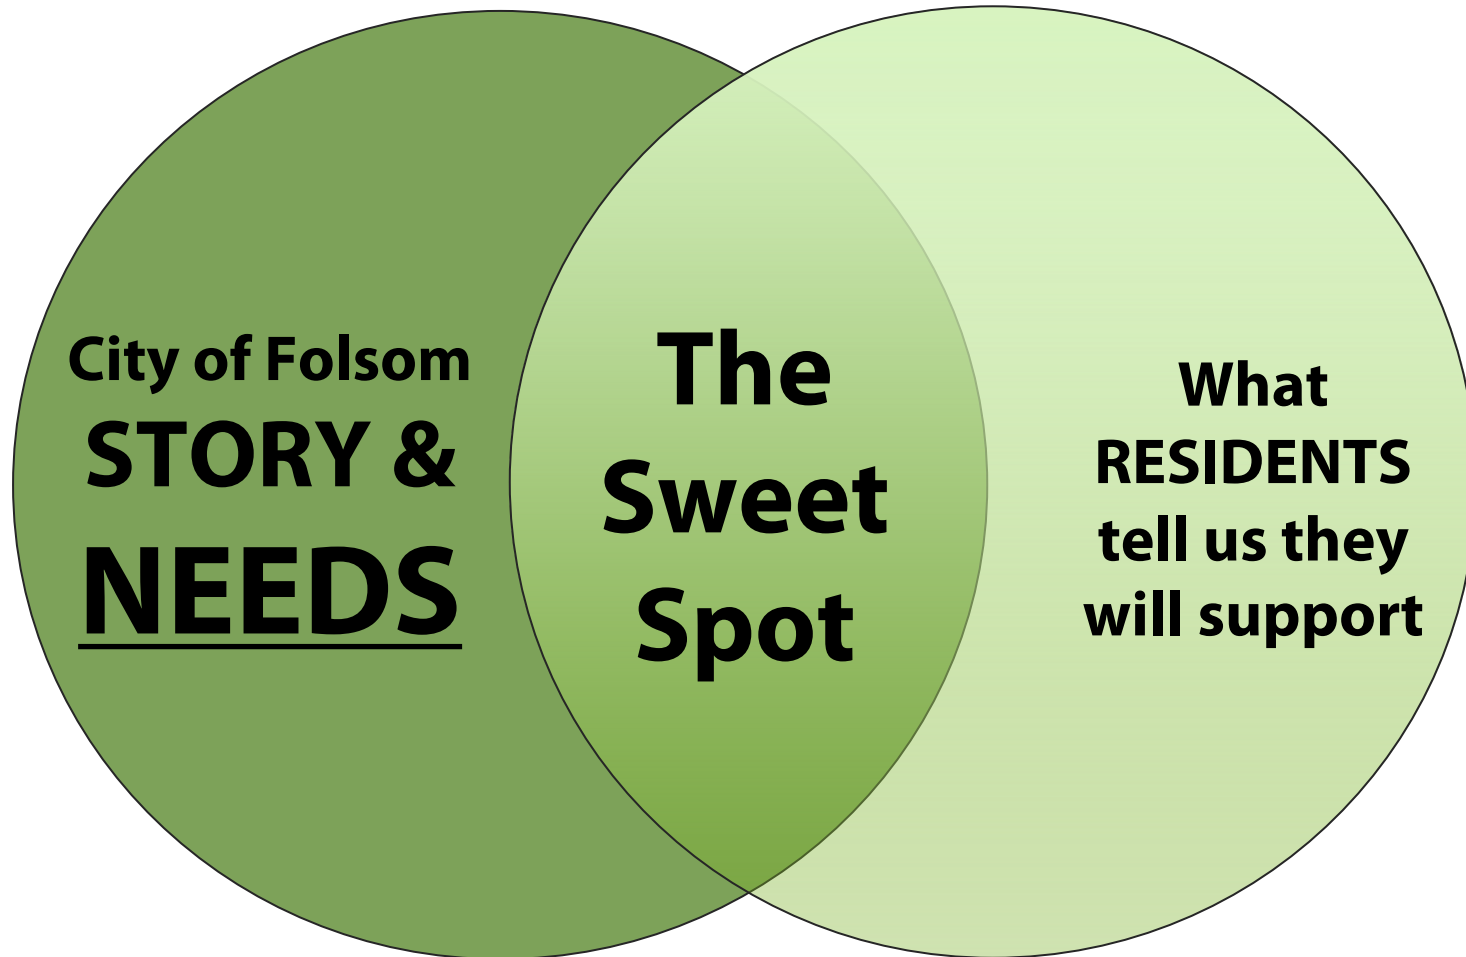 City of Folsom
STORY &
NEEDS
The
Sweet
Spot
What
RESIDENTS
tell us they
will support